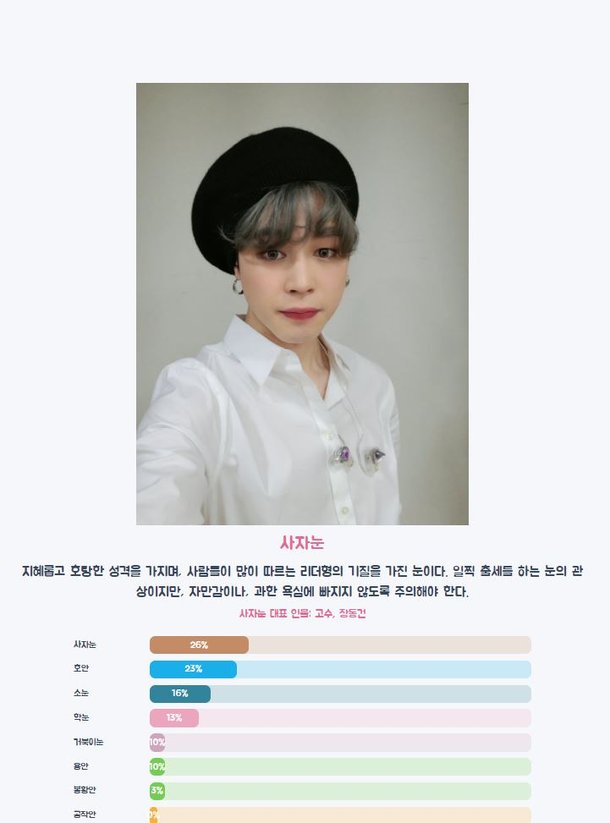 사자눈
지혜롭고 호탕한 성격을 가지며, 사람들이 많이 따르는 리더형의 기질을 가진 눈이다. 일찍 출세를 하는 눈의 관
상이지만, 자만감이나, 과한 욕심에 빠지지 않도록 주의해야 한다.
사자눈 대표 인물: 고수, 장동건
사자눈 26%
호안 23%
소눈 16%
학눈 13%
거북이눈 10%
용안 10%
봉황안 3%
공작안